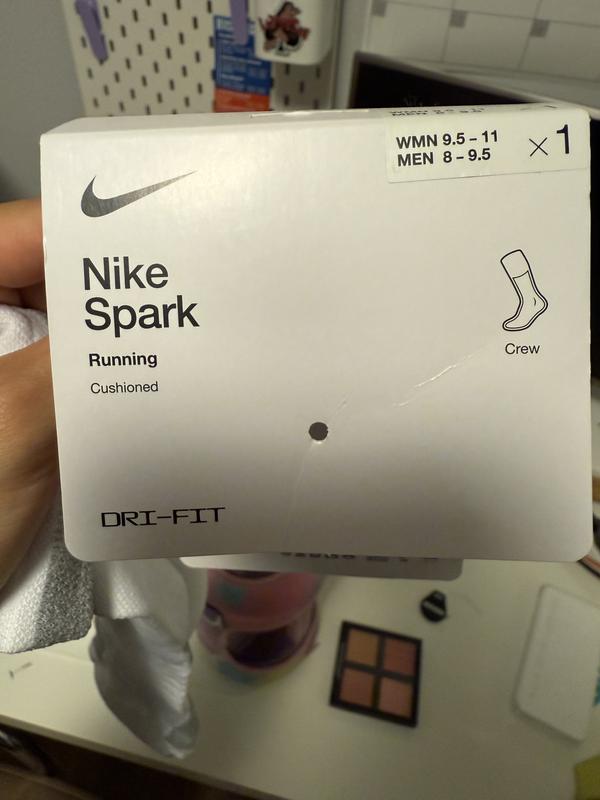 WMN 9.5 – 11
MEN 8 – 9.5
×1
Nike
Spark
Running
Cushioned
Crew
DRI-FIT